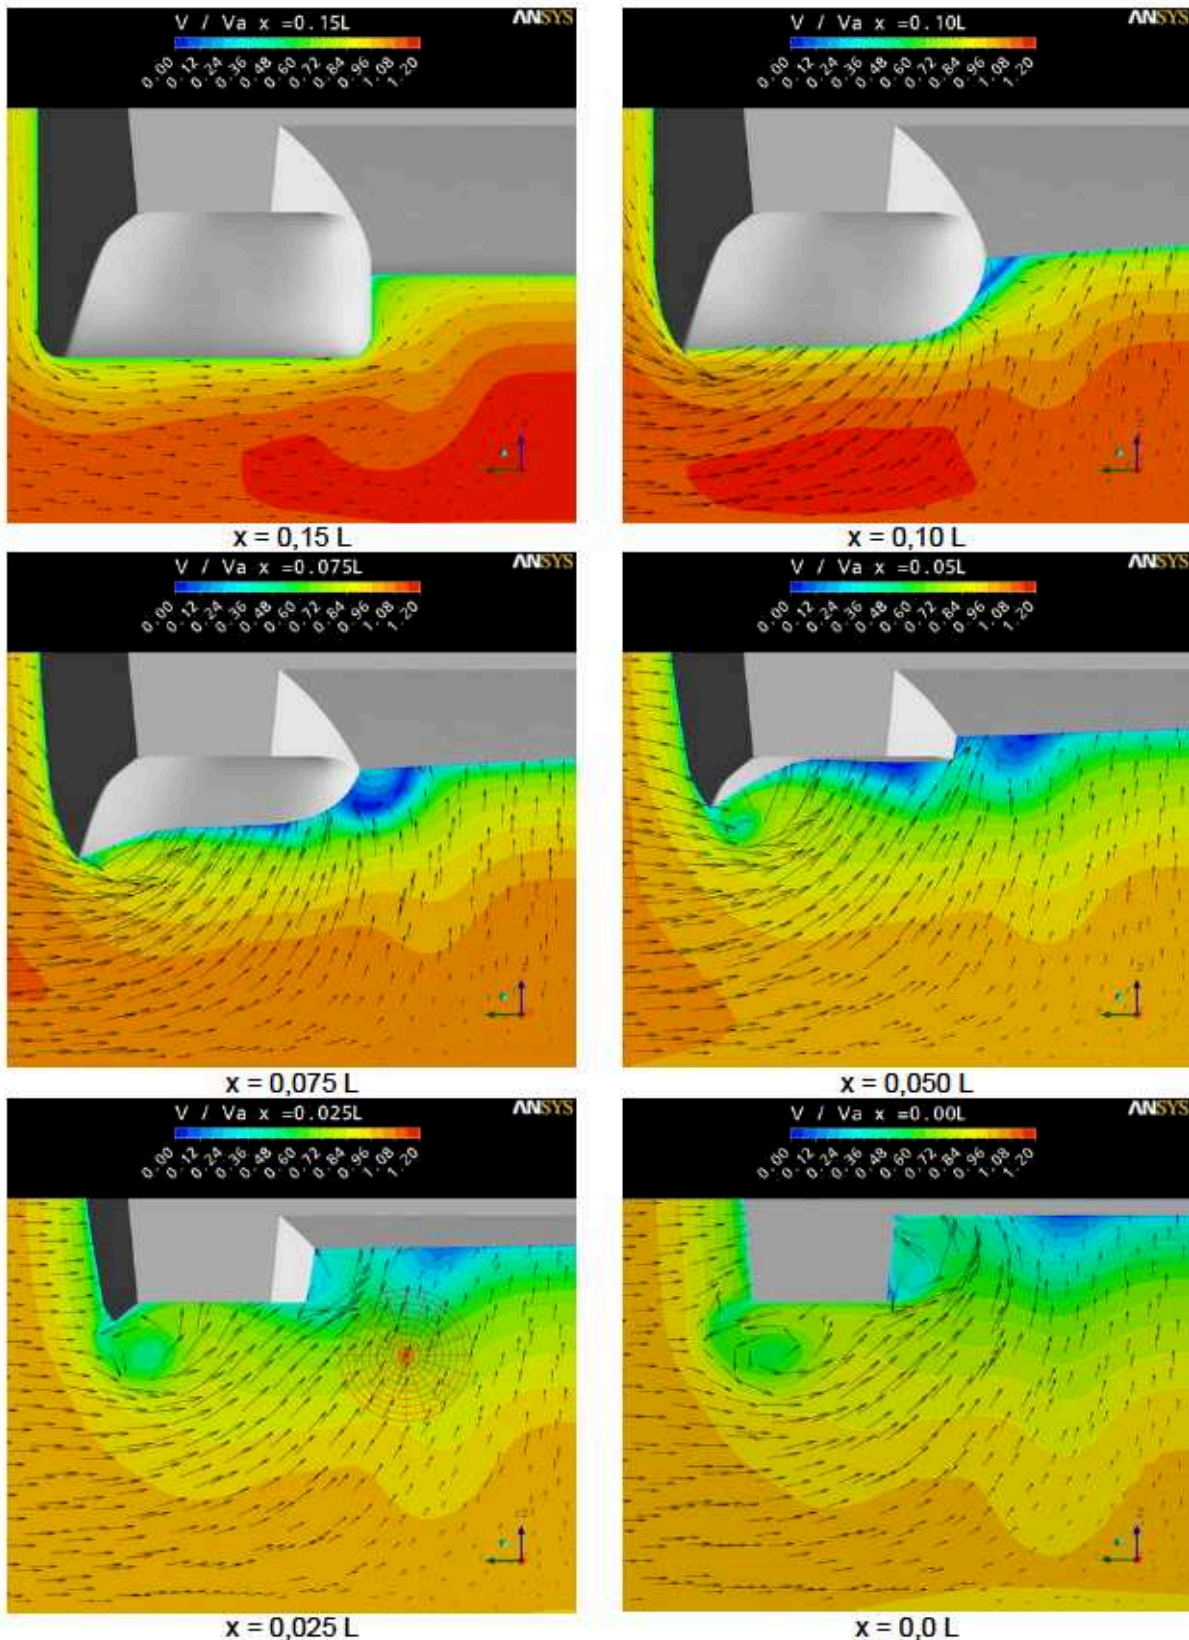 V / Va x =0.15L
ANSYS
0.00 0.12 0.24 0.36 0.48 0.60 0.72 0.84 0.96 1.08 1.20
x = 0,15 L
V / Va x =0.10L
ANSYS
0.00 0.12 0.24 0.36 0.48 0.60 0.72 0.84 0.96 1.08 1.20
x = 0,10 L
V / Va x =0.075L
ANSYS
0.00 0.12 0.24 0.36 0.48 0.60 0.72 0.84 0.96 1.08 1.20
x = 0,075 L
V / Va x =0.05L
ANSYS
0.00 0.12 0.24 0.36 0.48 0.60 0.72 0.84 0.96 1.08 1.20
x = 0,050 L
V / Va x =0.025L
ANSYS
0.00 0.12 0.24 0.36 0.48 0.60 0.72 0.84 0.96 1.08 1.20
x = 0,025 L
V / Va x =0.00L
ANSYS
0.00 0.12 0.24 0.36 0.48 0.60 0.72 0.84 0.96 1.08 1.20
x = 0,0 L